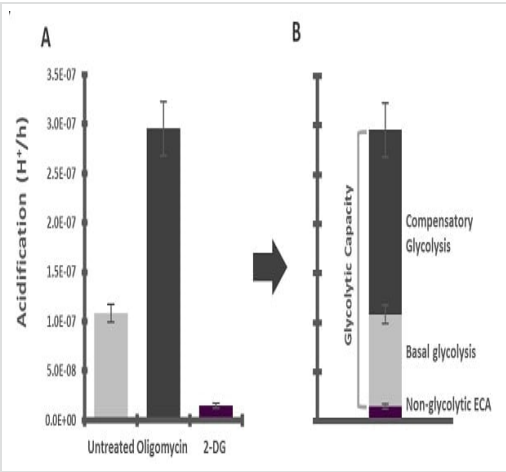 A
B
Acidification (H⁺/h)
3.5E-07
3.0E-07
2.5E-07
2.0E-07
1.5E-07
1.0E-07
5.0E-08
0.0E+00
Untreated Oligomycin 2-DG
Glycolytic Capacity
Compensatory
Glycolysis
Basal glycolysis
Non-glycolytic ECA